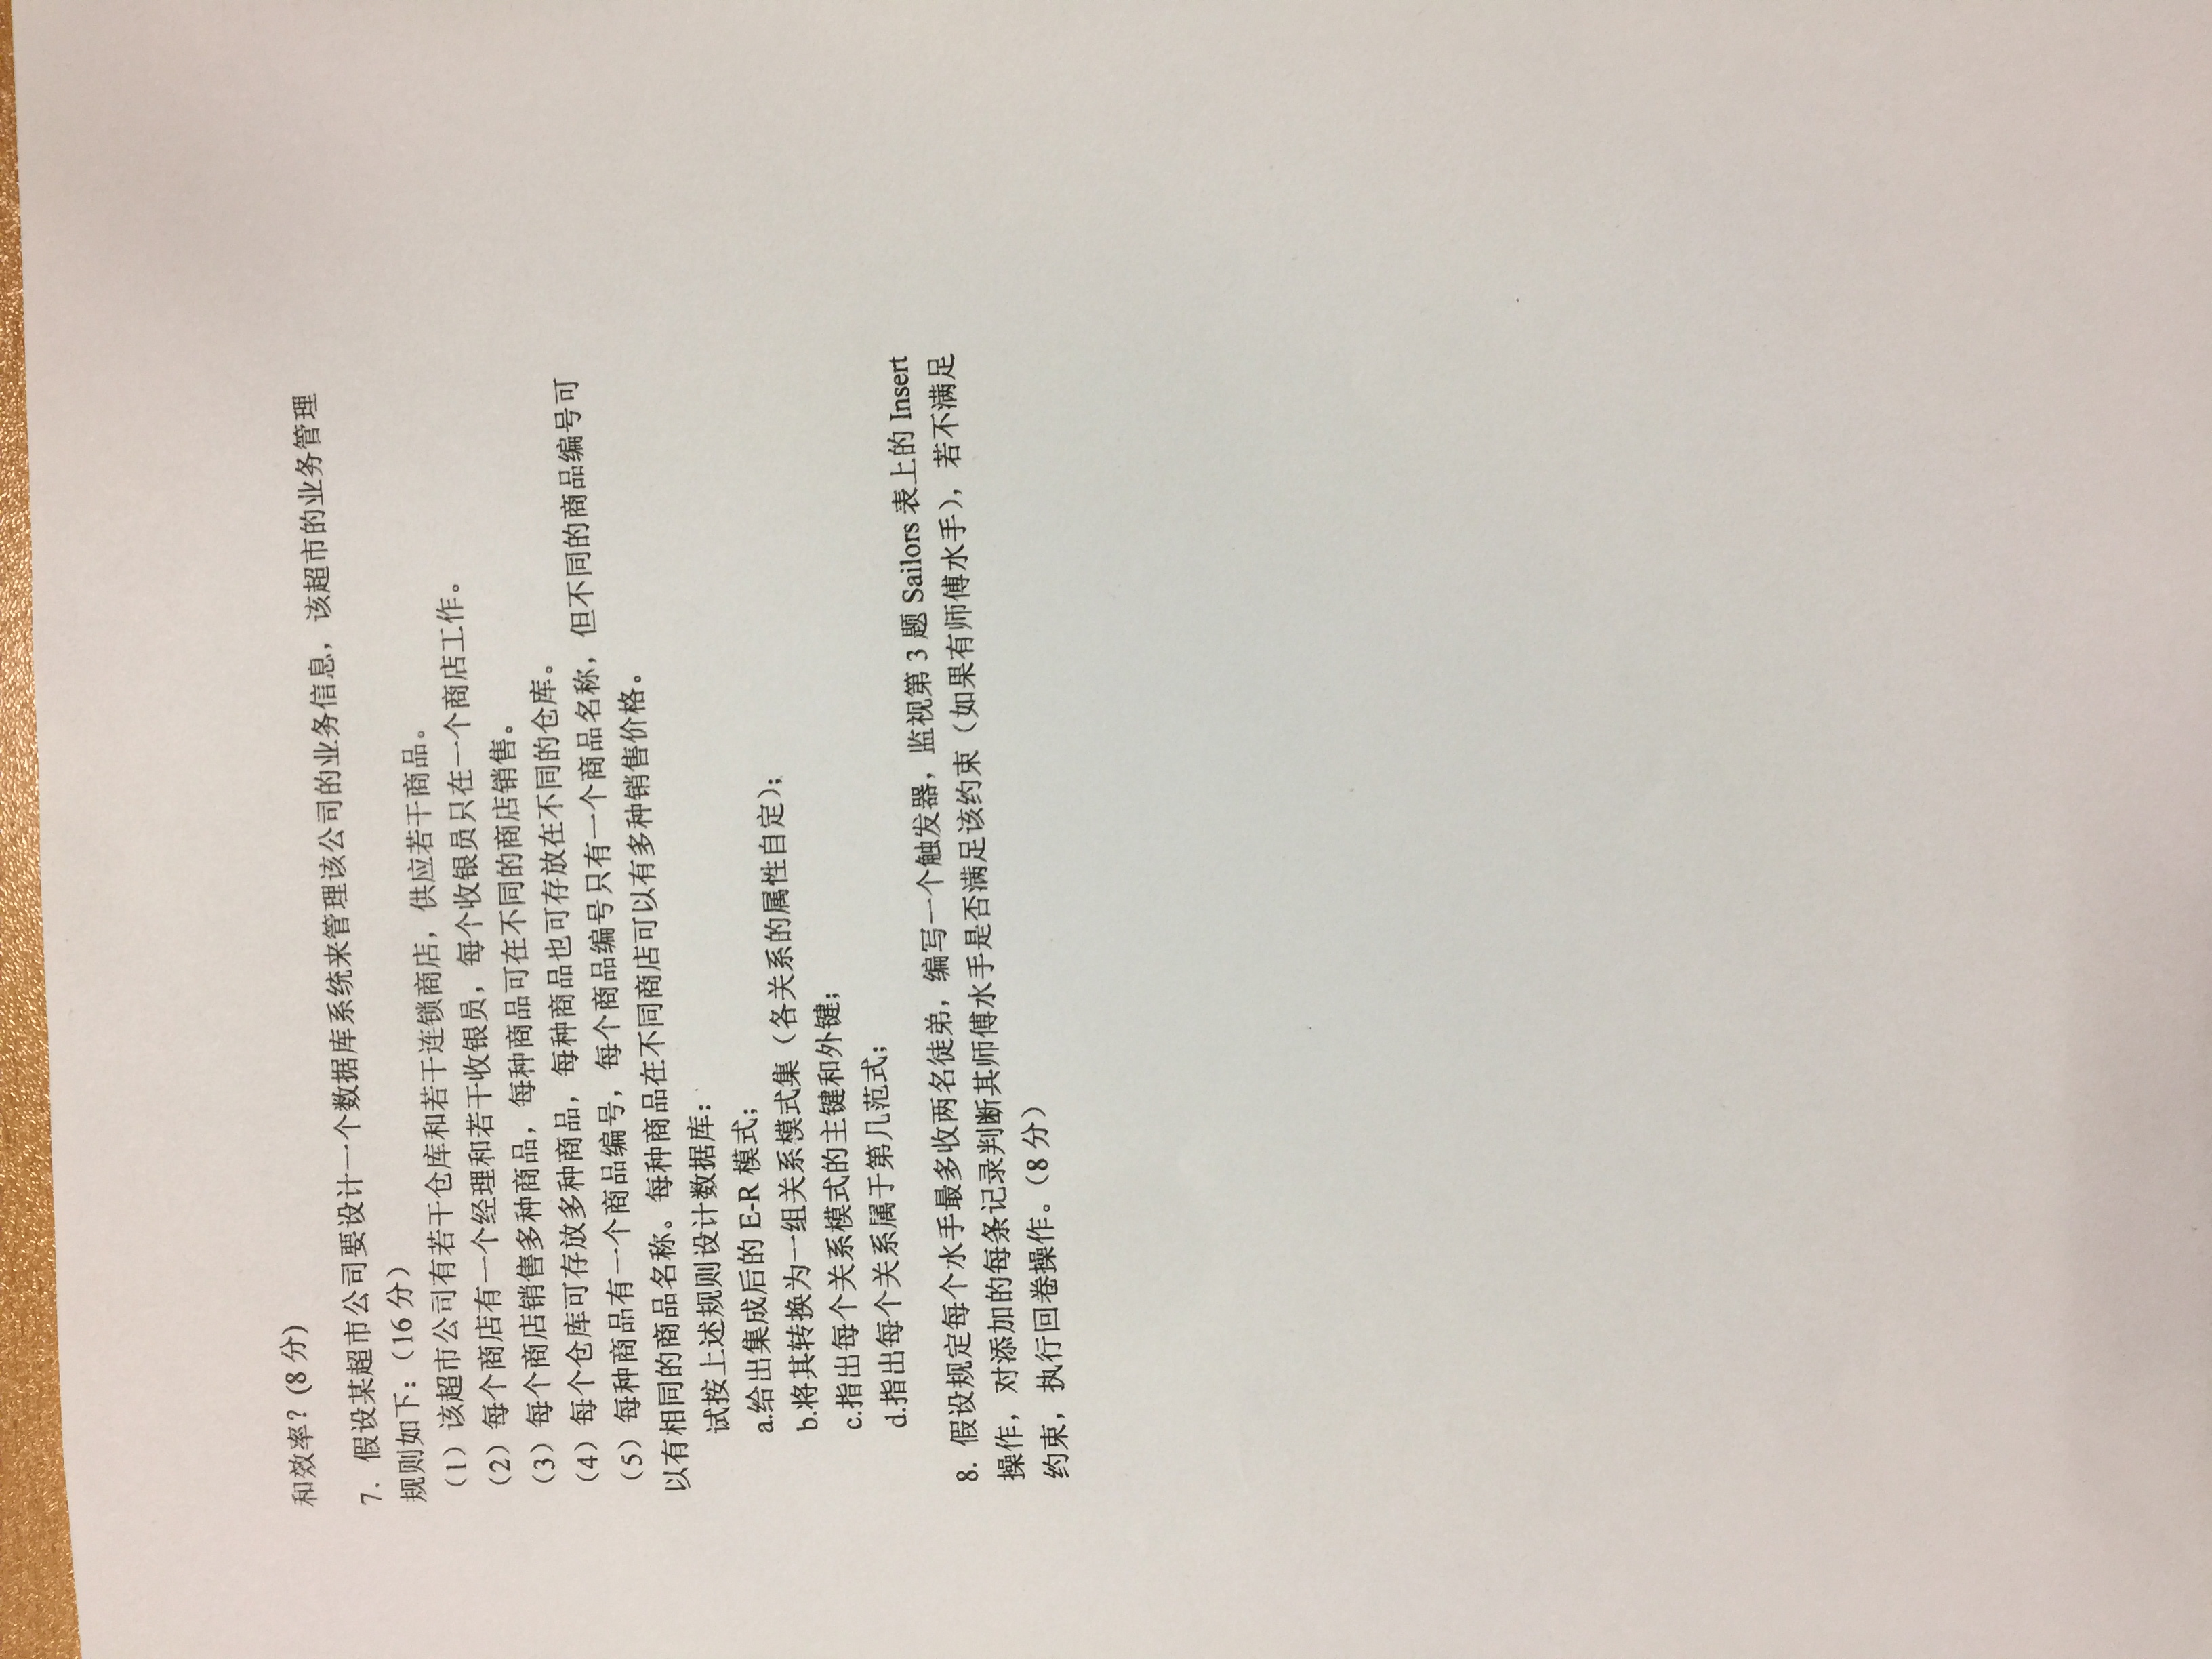 和效率？(8 分)
7．假设某超市公司要设计一个数据库系统来管理该公司的业务信息，该超市的业务管理
规则如下：（16 分）
（1）该超市公司有若干仓库和若干连锁商店，供应若干商品。
（2）每个商店有一个经理和若干收银员，每个收银员只在一个商店工作。
（3）每个商店销售多种商品，每种商品可在不同的商店销售。
（4）每个仓库可存放多种商品，每种商品也可存放在不同的仓库。
（5）每种商品有一个商品编号，每个商品编号只有一个商品名称，但不同的商品编号可
以有相同的商品名称。每种商品在不同商店可以有多种销售价格。
试按上述规则设计数据库：
a.给出集成后的 E-R 模式；
b.将其转换为一组关系模式集（各关系的属性自定）；
c.指出每个关系模式的主键和外键；
d.指出每个关系属于第几范式；
8. 假设规定每个水手最多收两名徒弟，编写一个触发器，监视第 3 题 Sailors 表上的 Insert
操作，对添加的每条记录判断其师傅水手是否满足该约束（如果有师傅水手），若不满足
约束，执行回卷操作。（8 分）